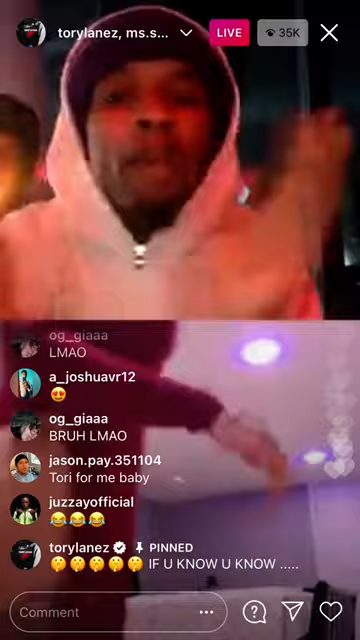 torylanez, ms.s...
LIVE
35K
og_giaaa
LMAO
a_joshuavr12
😍
og_giaaa
BRUH LMAO
jason.pay.351104
Tori for me baby
juzzayofficial
😂😂😂
torylanez PINNED
🤫🤫🤫🤫🤫 IF U KNOW U KNOW .....
Comment